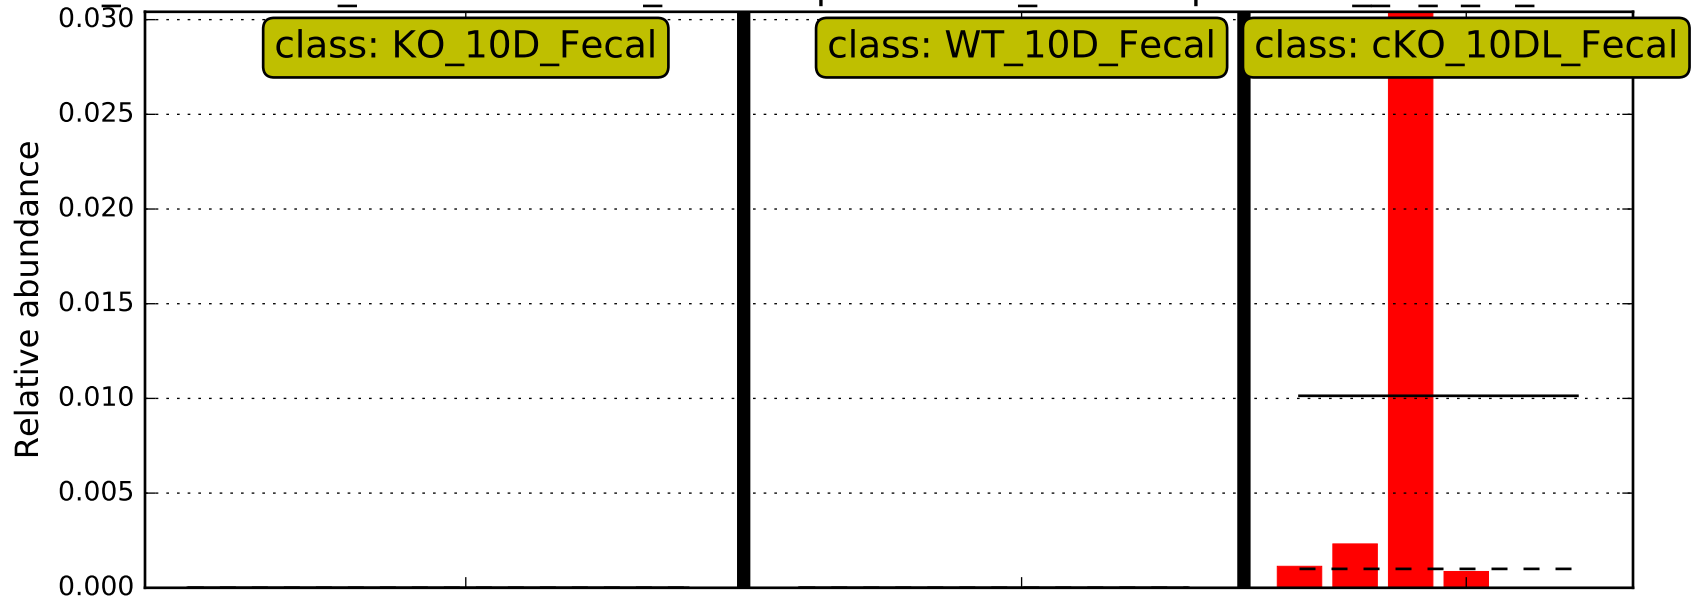 class: KO_10D_Fecal
class: WT_10D_Fecal
class: cKO_10DL_Fecal
Relative abundance
0.030
0.025
0.020
0.015
0.010
0.005
0.000